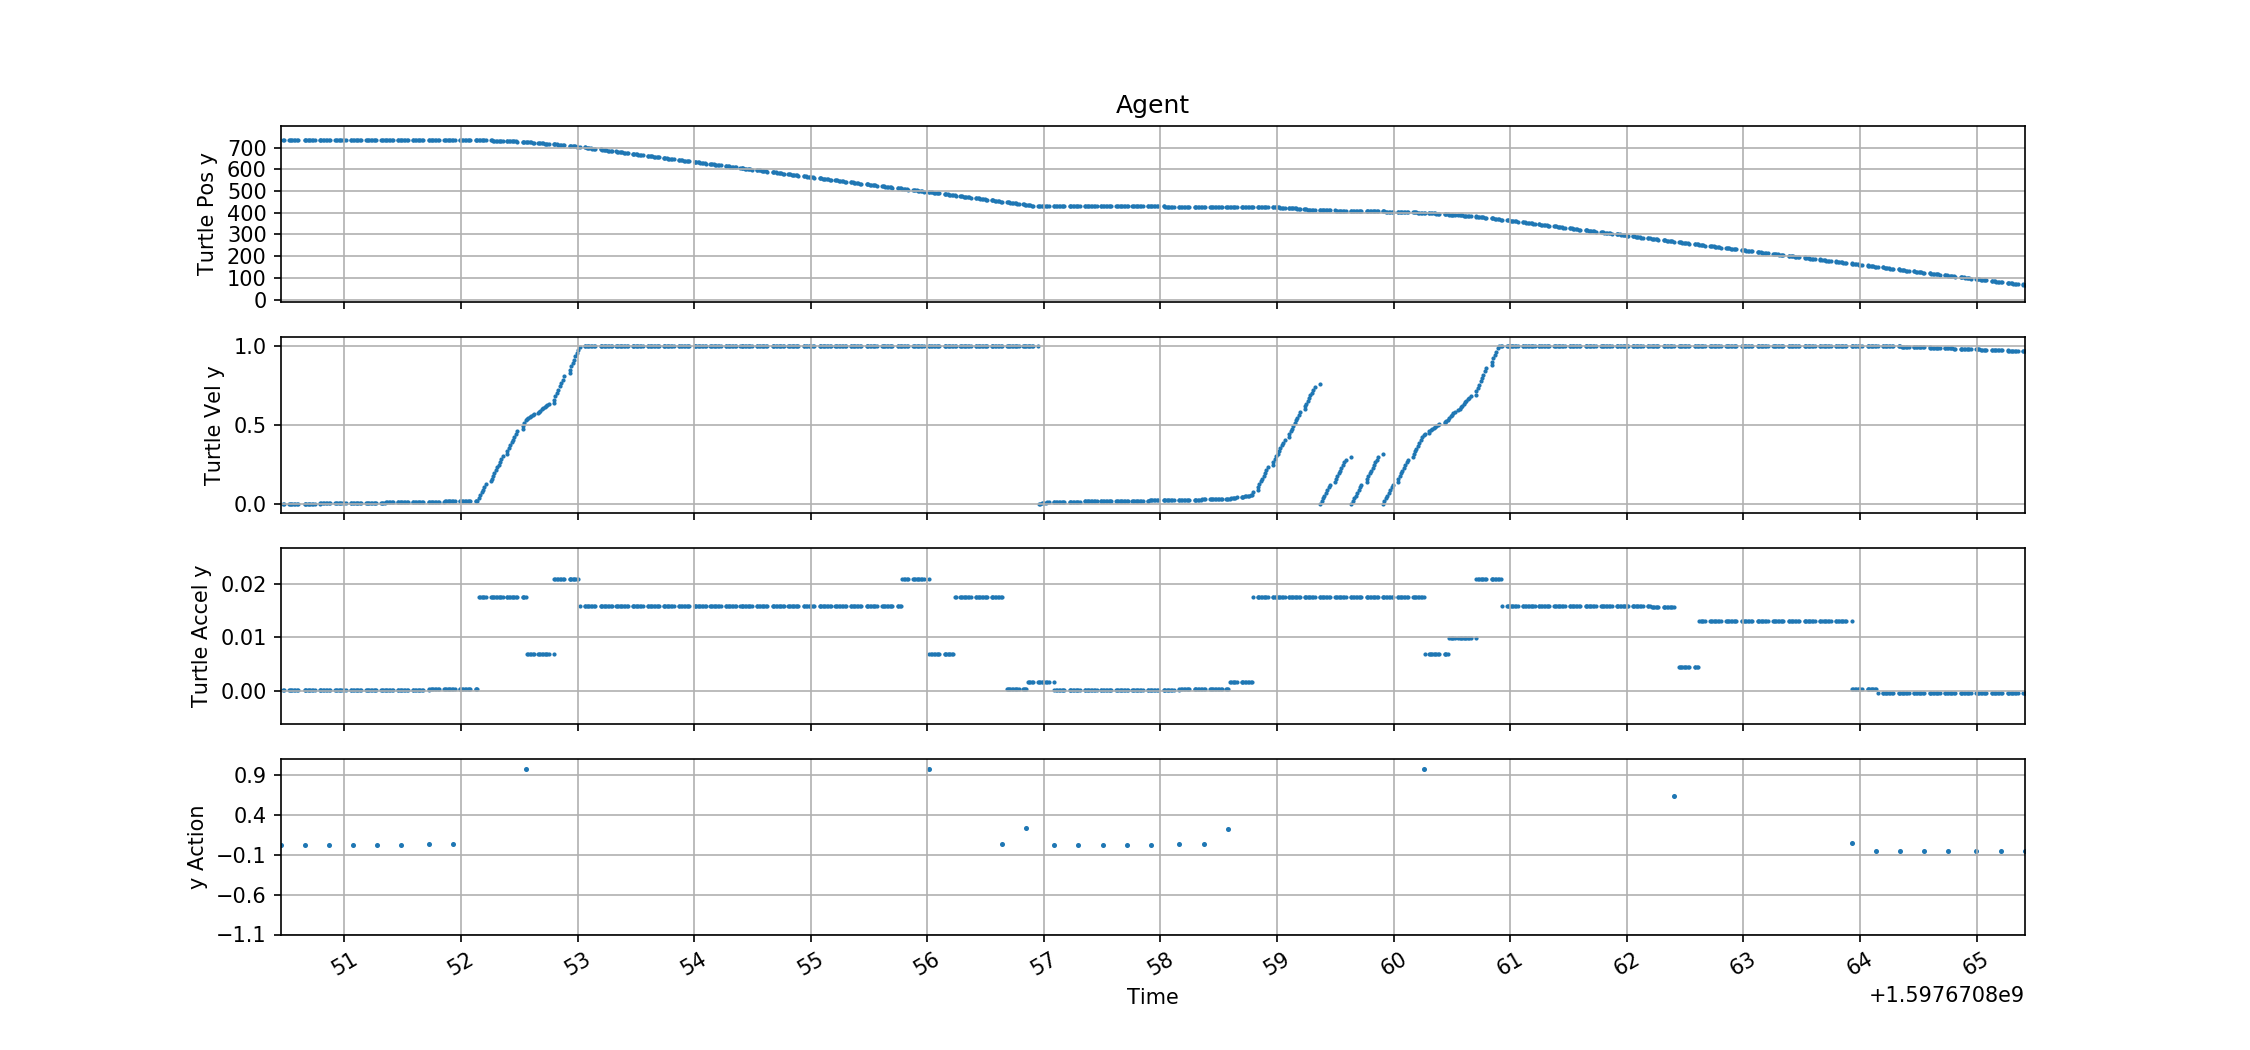 Agent
Turtle Pos y
700
600
500
400
300
200
100
0
Turtle Vel y
1.0
0.5
0.0
Turtle Accel y
0.02
0.01
0.00
y Action
0.9
0.4
−0.1
−0.6
−1.1
51 52 53 54 55 56 57 58 59 60 61 62 63 64 65
Time
+1.5976708e9